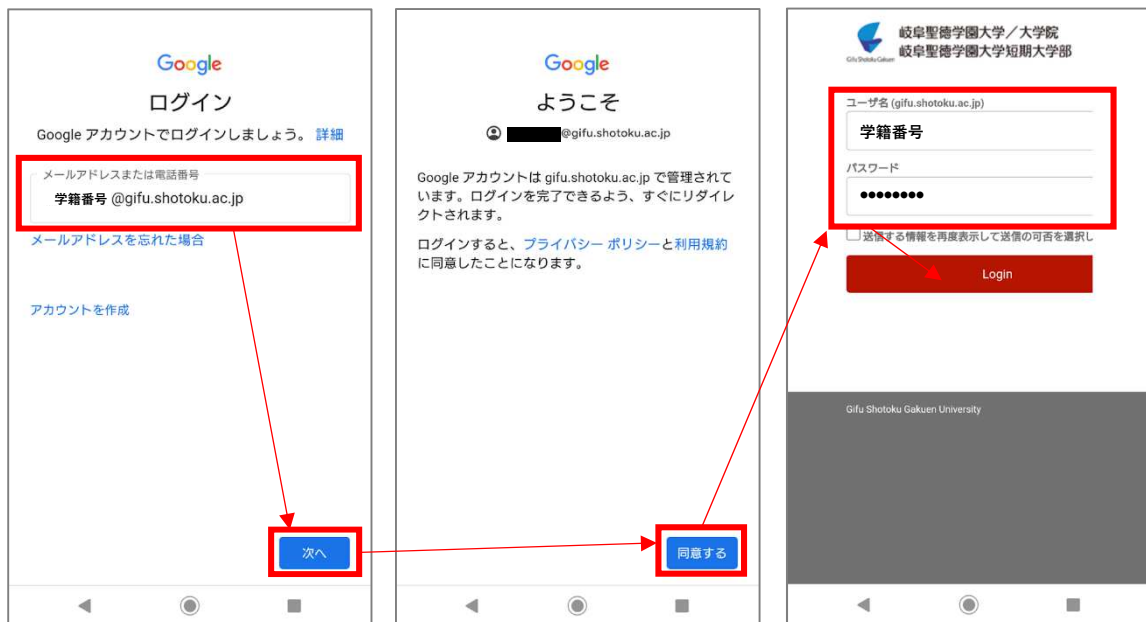 Google
ログイン
Google アカウントでログインしましょう。 詳細
メールアドレスまたは電話番号
学籍番号 @gifu.shotoku.ac.jp
メールアドレスを忘れた場合
アカウントを作成
次へ
Google
ようこそ
@gifu.shotoku.ac.jp
Google アカウントは gifu.shotoku.ac.jp で管理されて
います。ログインを完了できるよう、すぐにリダイレ
クトされます。
ログインすると、プライバシー ポリシーと利用規約
に同意したことになります。
同意する
Gifu Shotoku Gakuen
岐阜聖徳学園大学／大学院
岐阜聖徳学園大学短期大学部
ユーザ名 (gifu.shotoku.ac.jp)
学籍番号
パスワード
●●●●●●●●
送信する情報を再度表示して送信の可否を選択し
Login
Gifu Shotoku Gakuen University